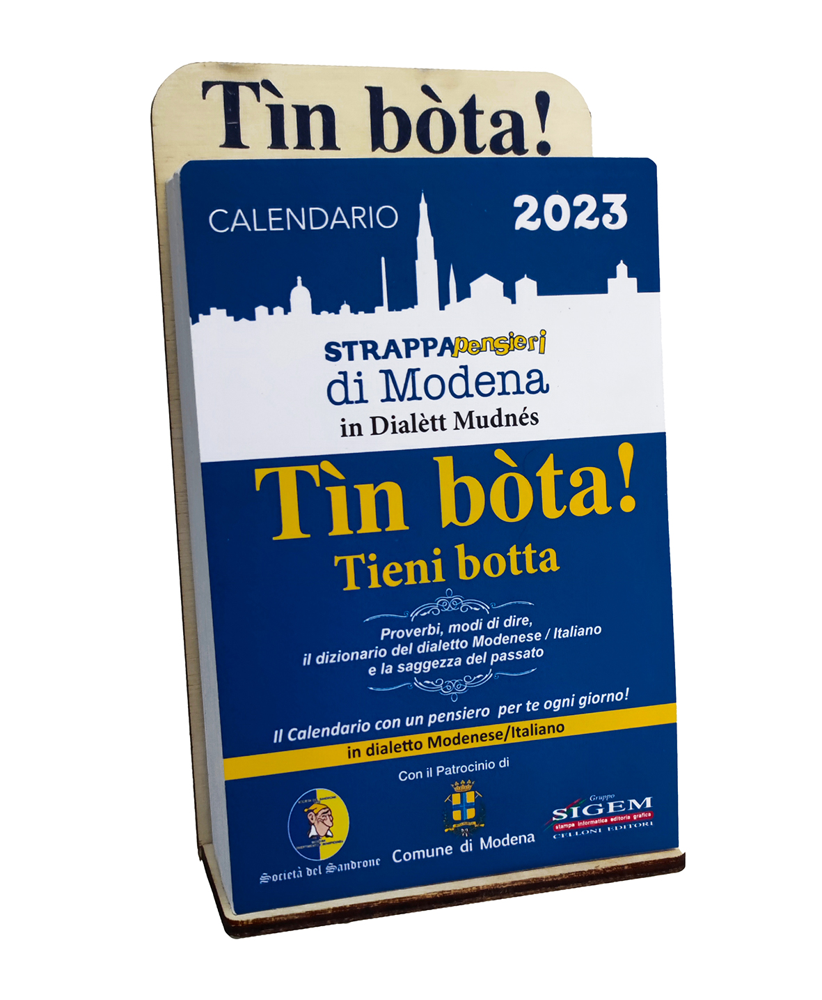 Tìn bòta!
CALENDARIO 2023
STRAPPApensieri
di Modena
in Dialètt Mudnés
Tìn bòta!
Tieni botta
Proverbi, modi di dire,
il dizionario del dialetto Modenese / Italiano
e la saggezza del passato
Il Calendario con un pensiero per te ogni giorno!
in dialetto Modenese/Italiano
Con il Patrocinio di
Società del Sandrone
Comune di Modena
Gruppo
SIGEM
stampa informatica editoria grafica
CELLONI EDITORI